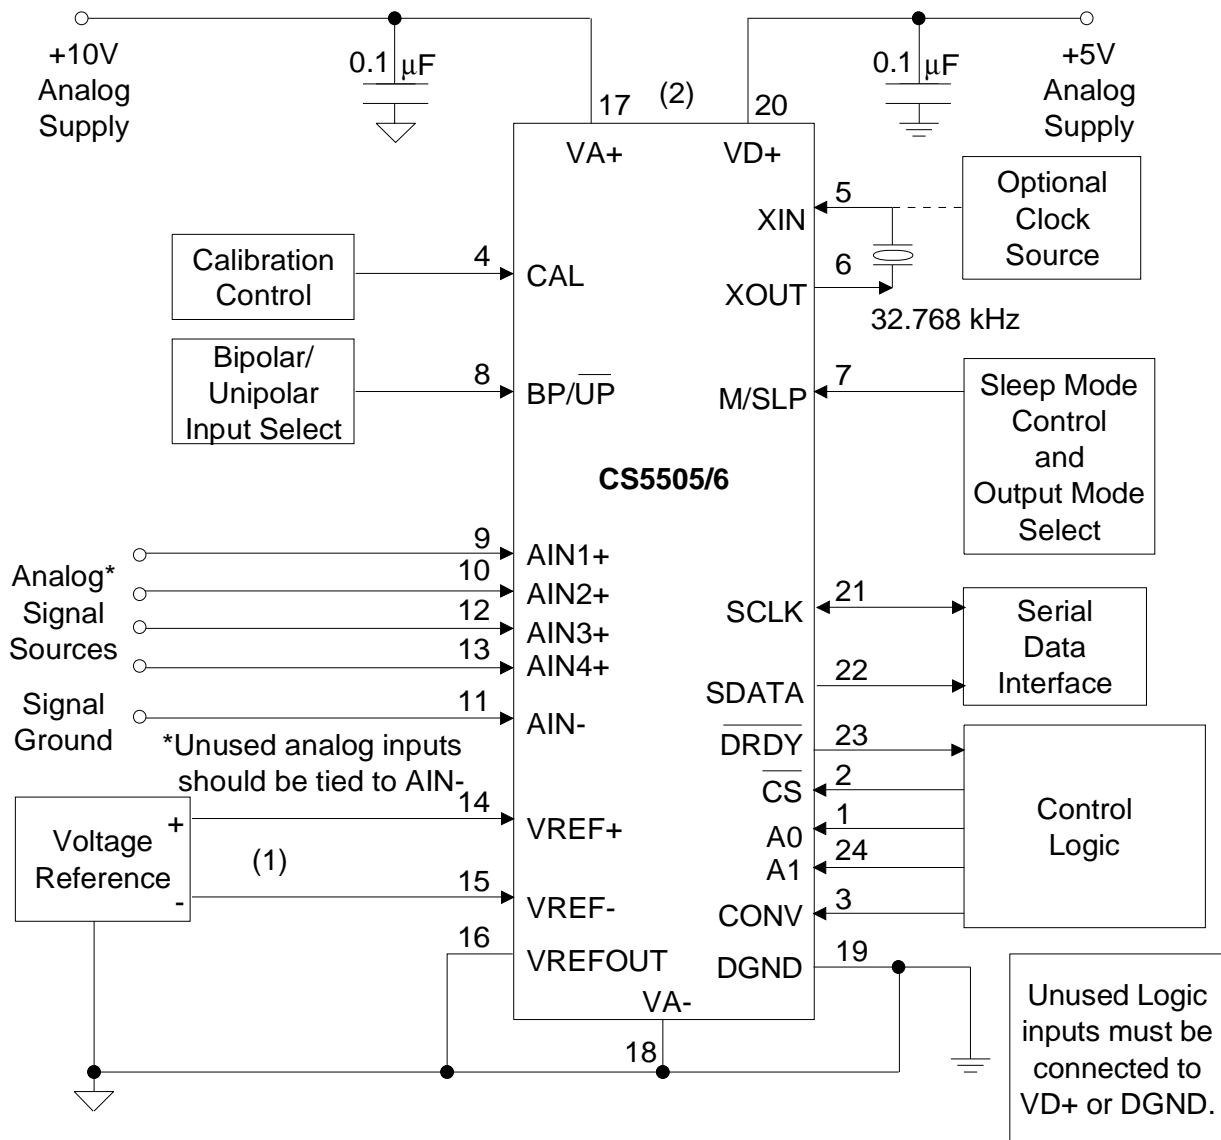 +10V
Analog
Supply
0.1 μF
17
(2)
20
0.1 μF
+5V
Analog
Supply
VA+
VD+
Calibration
Control
4
CAL
XIN
5
Optional
Clock
Source
XOUT
6
32.768 kHz
Bipolar/
Unipolar
Input Select
8
BP/U̅P̅
M/SLP
7
Sleep Mode
Control
and
Output Mode
Select
CS5505/6
Analog*
Signal
Sources
9
AIN1+
10
AIN2+
12
AIN3+
13
AIN4+
Signal
Ground
11
AIN-
*Unused analog inputs
should be tied to AIN-
SCLK
21
SDATA
22
Serial
Data
Interface
D̅R̅D̅Y̅
23
C̅S̅
2
A0
1
A1
24
CONV
3
Control
Logic
Voltage
Reference
+
-
(1)
14
VREF+
15
VREF-
16
VREFOUT
DGND
19
VA-
18
Unused Logic
inputs must be
connected to
VD+ or DGND.